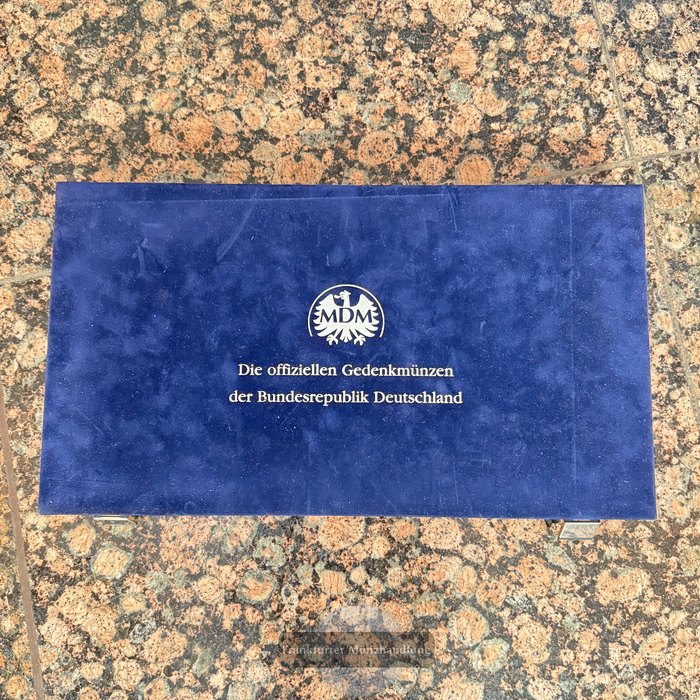 MDM
Die offiziellen Gedenkmünzen
der Bundesrepublik Deutschland
Frankfurter Münzhandlung